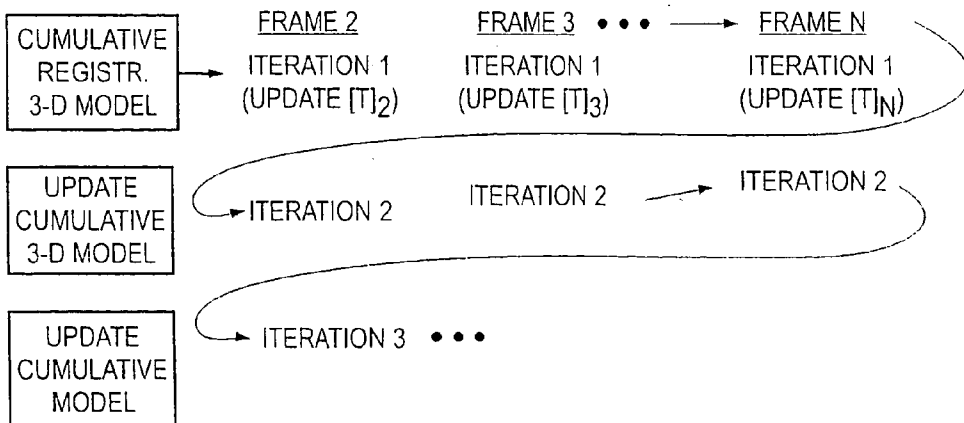 CUMULATIVE
REGISTR.
3-D MODEL
FRAME 2
ITERATION 1
(UPDATE [T]2)
FRAME 3 • • •
ITERATION 1
(UPDATE [T]3)
FRAME N
ITERATION 1
(UPDATE [T]N)
UPDATE
CUMULATIVE
3-D MODEL
ITERATION 2
ITERATION 2
ITERATION 2
UPDATE
CUMULATIVE
MODEL
ITERATION 3 • • •